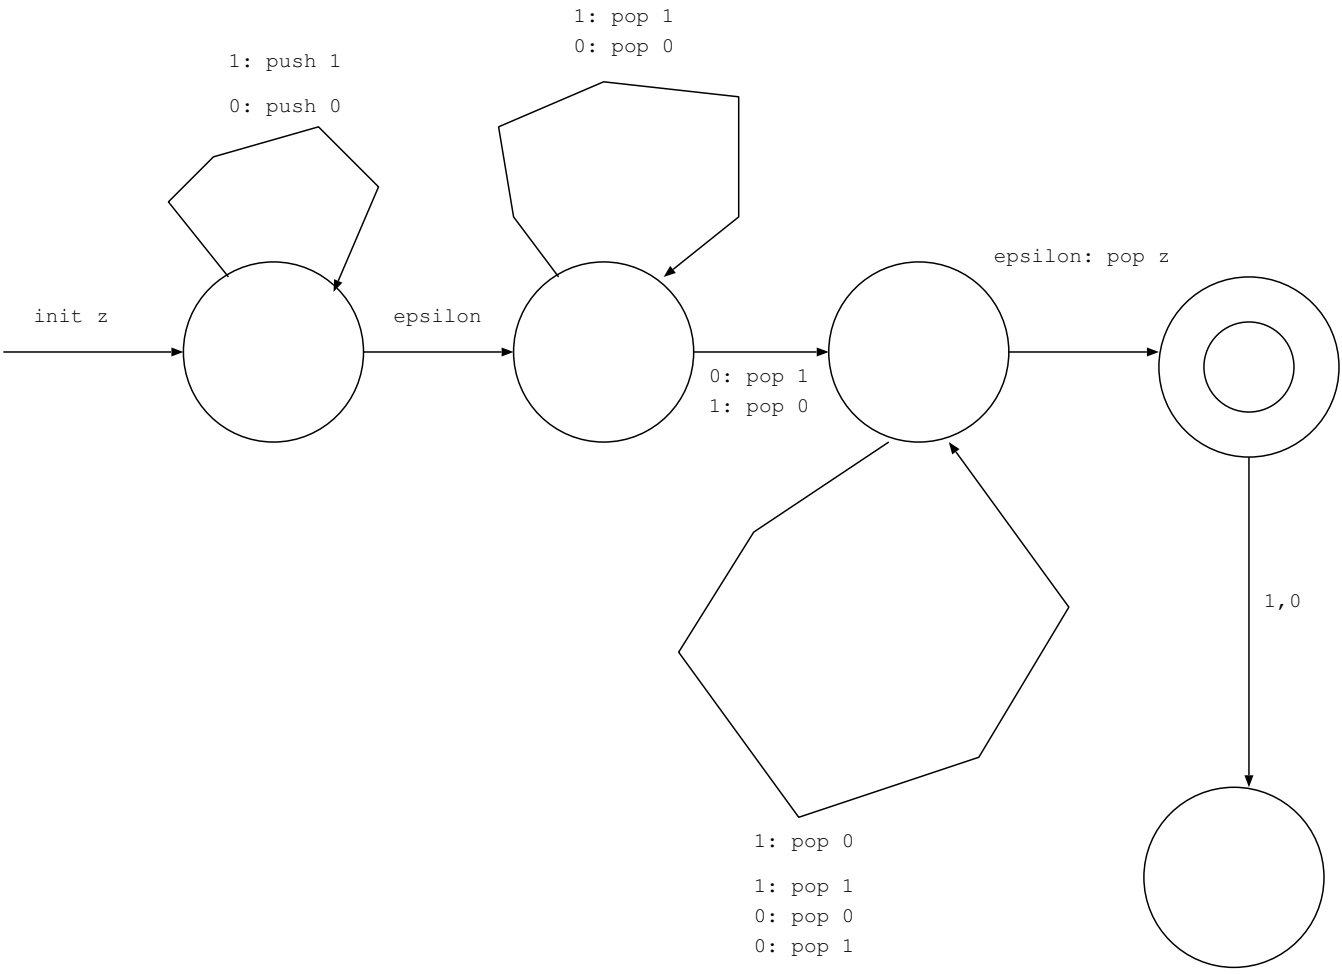 1: pop 1
0: pop 0
1: push 1
0: push 0
epsilon: pop z
init z
epsilon
0: pop 1
1: pop 0
1,0
1: pop 0
1: pop 1
0: pop 0
0: pop 1